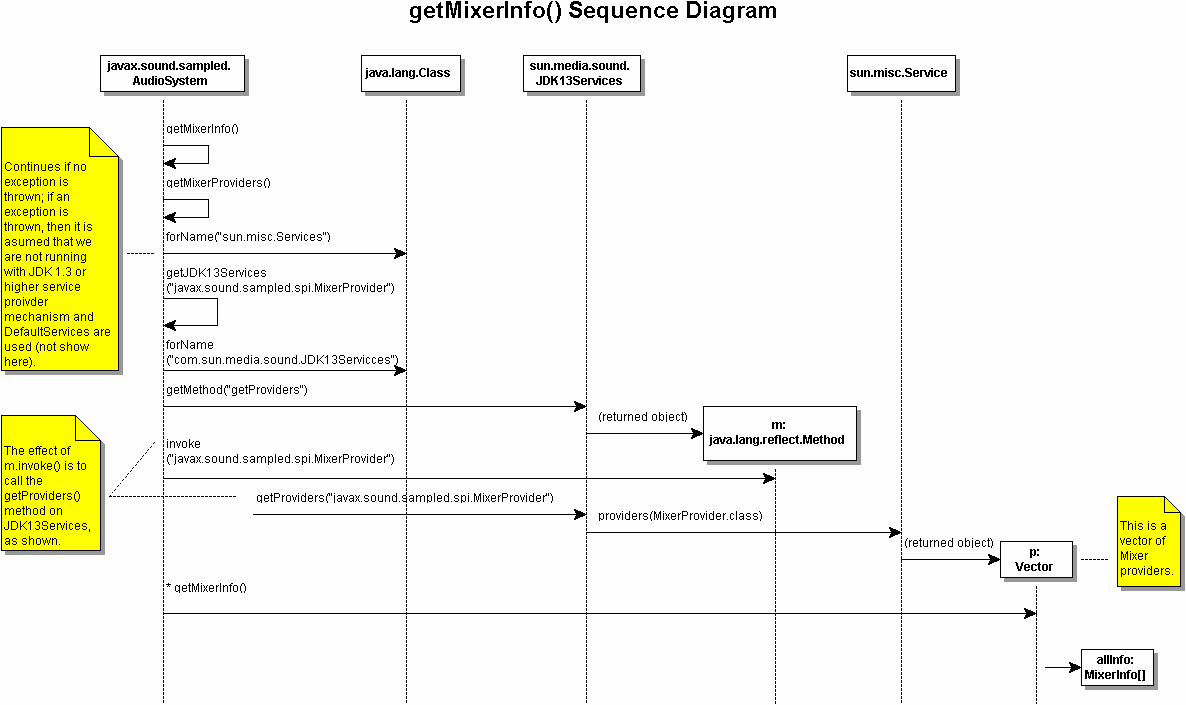 getMixerInfo() Sequence Diagram
javax.sound.sampled.
AudioSystem
java.lang.Class
sun.media.sound.
JDK13Services
sun.misc.Service
getMixerInfo()
Continues if no
exception is
thrown; if an
exception is
thrown, then it is
asumed that we
are not running
with JDK 1.3 or
higher service
proivder
mechanism and
DefaultServices are
used (not show
here).
getMixerProviders()
forName("sun.misc.Services")
getJDK13Services
("javax.sound.sampled.spi.MixerProvider")
forName
("com.sun.media.sound.JDK13Servicces")
getMethod("getProviders")
(returned object)
m:
java.lang.reflect.Method
The effect of
m.invoke() is to
call the
getProviders()
method on
JDK13Services,
as shown.
invoke
("javax.sound.sampled.spi.MixerProvider")
getProviders("javax.sound.sampled.spi.MixerProvider")
providers(MixerProvider.class)
(returned object)
p:
Vector
This is a
vector of
Mixer
providers.
* getMixerInfo()
allInfo:
MixerInfo[]